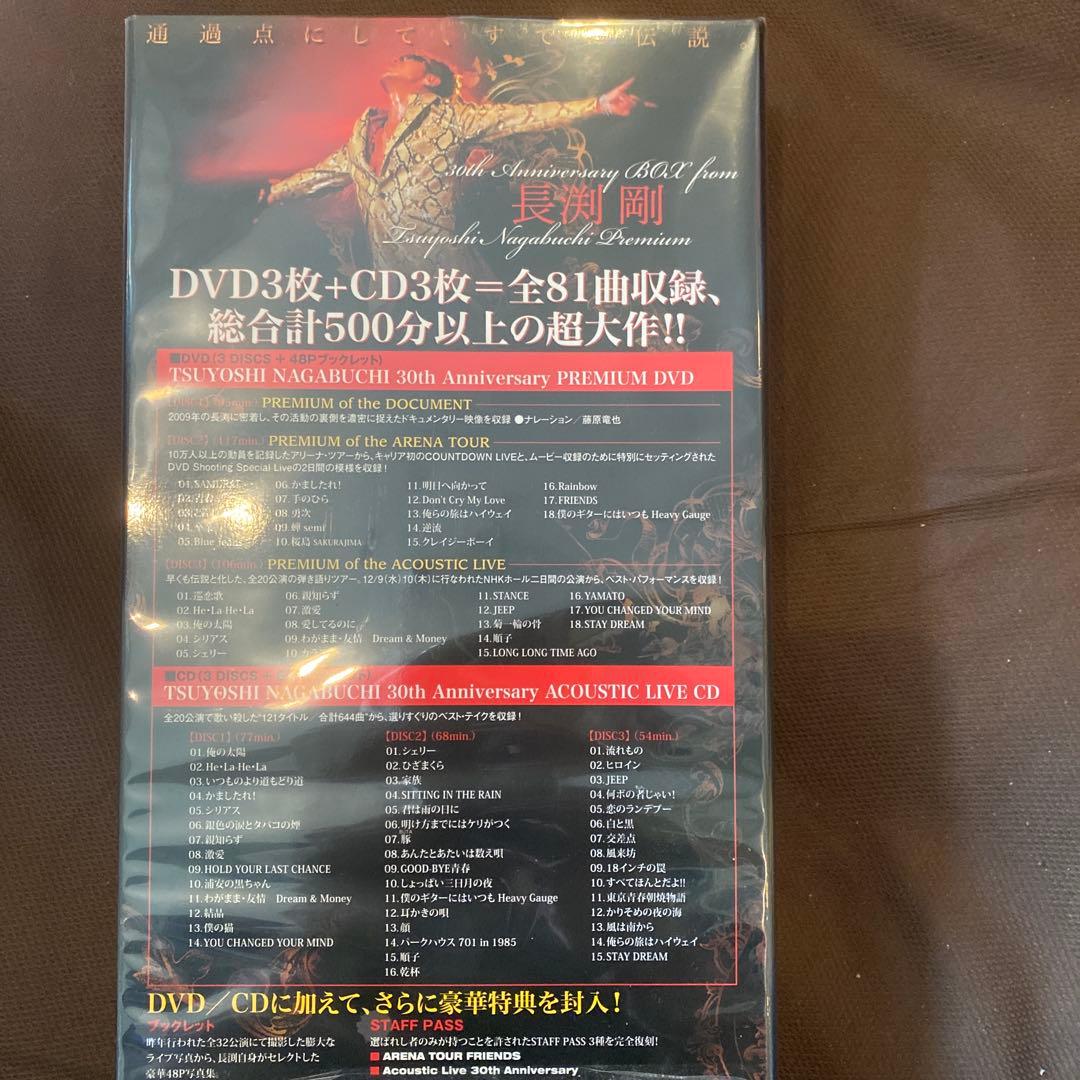 通過点にして、すで 伝説。
30th Anniversary BOX from
長渕 剛
Tsuyoshi Nagabuchi Premium
DVD3枚+CD3枚=全81曲収録、
総合計500分以上の超大作!!
■DVD(3 DISCS + 48Pブックレット)
TSUYOSHI NAGABUCHI 30th Anniversary PREMIUM DVD
【DISC1】(95min.) PREMIUM of the DOCUMENT
2009年の長渕に密着し、その活動の裏側を濃密に捉えたドキュメンタリー映像を収録 ●ナレーション/藤原竜也
【DISC2】(117min.) PREMIUM of the ARENA TOUR
10万人以上の動員を記録したアリーナ・ツアーから、キャリア初のCOUNTDOWN LIVEと、ムービー収録のために特別にセッティングされた
DVD Shooting Special Liveの2日間の模様を収録!
01.SAMURAI
02.
03.
04.
05.Blue jeans
06.かましたれ!
07.手のひら
08.勇次
09.蝉 semi
10.桜島 SAKURAJIMA
11.明日へ向かって
12.Don't Cry My Love
13.俺らの旅はハイウェイ
14.逆流
15.クレイジーボーイ
16.Rainbow
17.FRIENDS
18.僕のギターにはいつも Heavy Gauge
【DISC3】(106min.) PREMIUM of the ACOUSTIC LIVE
早くも伝説と化した、全20公演の弾き語りツアー。12/9(水)10(木)に行なわれたNHKホール二日間の公演から、ベスト・パフォーマンスを収録!
01.巡恋歌
02.He・La-He・La
03.俺の太陽
04.シリアス
05.シェリー
06.親知らず
07.激愛
08.愛してるのに
09.わがまま・友情 Dream & Money
10.カラ
11.STANCE
12.JEEP
13.菊一輪の骨
14.順子
15.LONG LONG TIME AGO
16.YAMATO
17.YOU CHANGED YOUR MIND
18.STAY DREAM
■CD(3 DISCS +
TSUYOSHI NAGABUCHI 30th Anniversary ACOUSTIC LIVE CD
全20公演で歌い殺した"121タイトル/合計644曲"から、選りすぐりのベスト・テイクを収録!
【DISC1】(77min.)
01.俺の太陽
02.He・La-He・La
03.いつものより道もどり道
04.かましたれ!
05.シリアス
06.銀色の涙とタバコの煙
07.親知らず
08.激愛
09.HOLD YOUR LAST CHANCE
10.浦安の黒ちゃん
11.わがまま・友情 Dream & Money
12.結晶
13.僕の猫
14.YOU CHANGED YOUR MIND
【DISC2】(68min.)
01.シェリー
02.ひざまくら
03.家族
04.SITTING IN THE RAIN
05.君は雨の日に
06.明け方までにはケリがつく
07.豚
08.あんたとあたいは数え唄
09.GOOD-BYE青春
10.しょっぱい三日月の夜
11.僕のギターにはいつも Heavy Gauge
12.耳かきの唄
13.顔
14.パークハウス 701 in 1985
15.順子
16.乾杯
【DISC3】(54min.)
01.流れもの
02.ヒロイン
03.JEEP
04.何ボの者じゃい!
05.恋のランデブー
06.白と黒
07.交差点
08.風来坊
09.18インチの罠
10.すべてほんとだよ!!
11.東京青春朝焼物語
12.かりそめの夜の海
13.風は南から
14.俺らの旅はハイウェイ
15.STAY DREAM
DVD/CDに加えて、さらに豪華特典を封入!
ブックレット
昨年行われた全32公演にて撮影した膨大な
ライブ写真から、長渕自身がセレクトした
豪華48P写真集
STAFF PASS
選ばれし者のみが持つことを許されたSTAFF PASS 3種を完全復刻!
■ARENA TOUR FRIENDS
■Acoustic Live 30th Anniversary